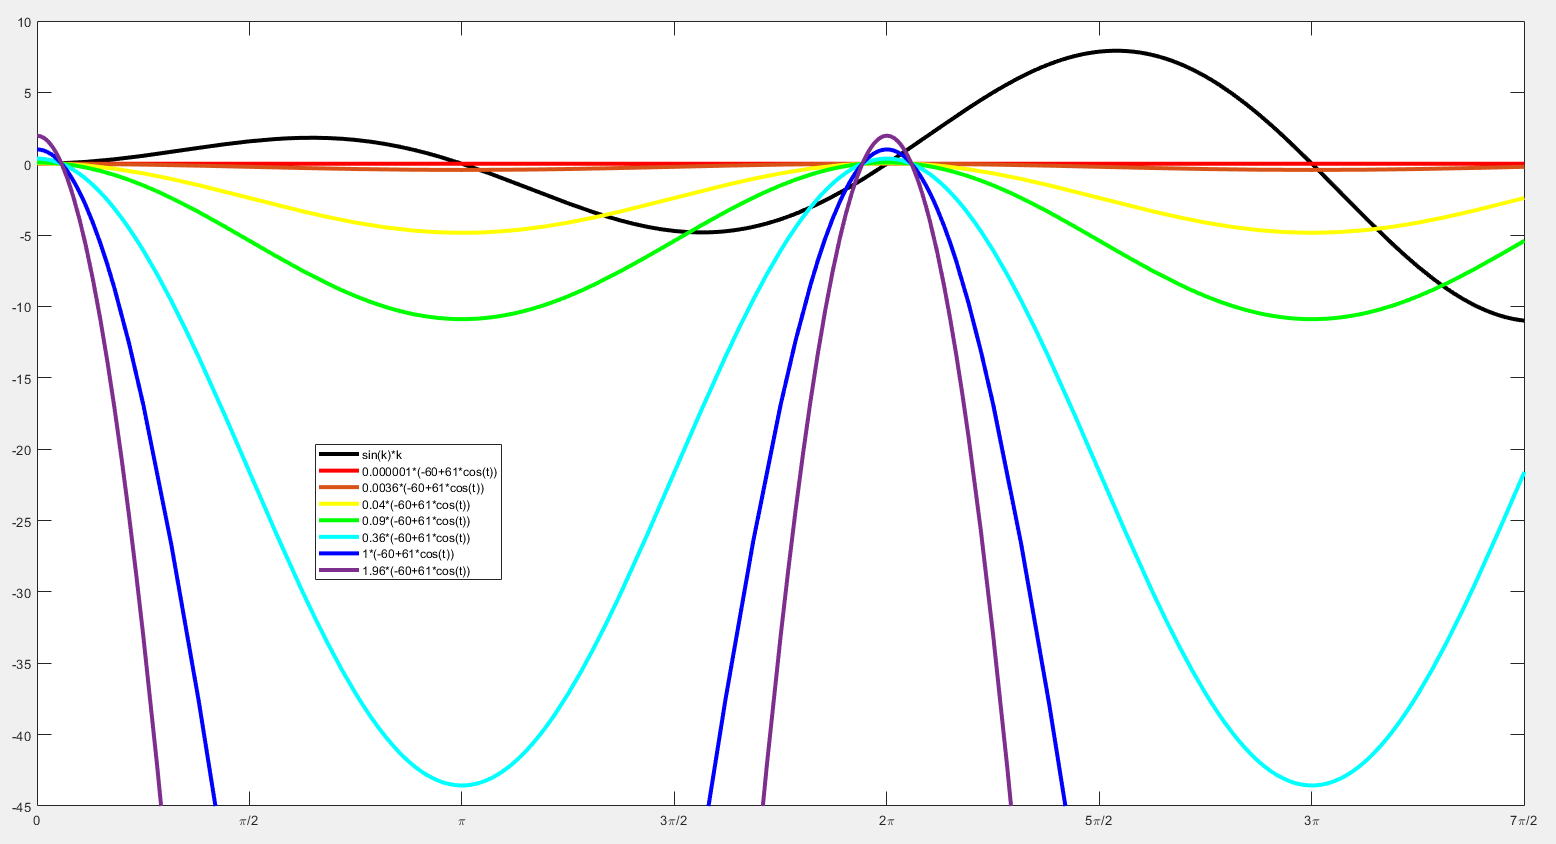 10
5
0
-5
-10
-15
-20
-25
-30
-35
-40
-45
sin(k)*k
0.000001*(-60+61*cos(t))
0.0036*(-60+61*cos(t))
0.04*(-60+61*cos(t))
0.09*(-60+61*cos(t))
0.36*(-60+61*cos(t))
1*(-60+61*cos(t))
1.96*(-60+61*cos(t))
0 π/2 π 3π/2 2π 5π/2 3π 7π/2